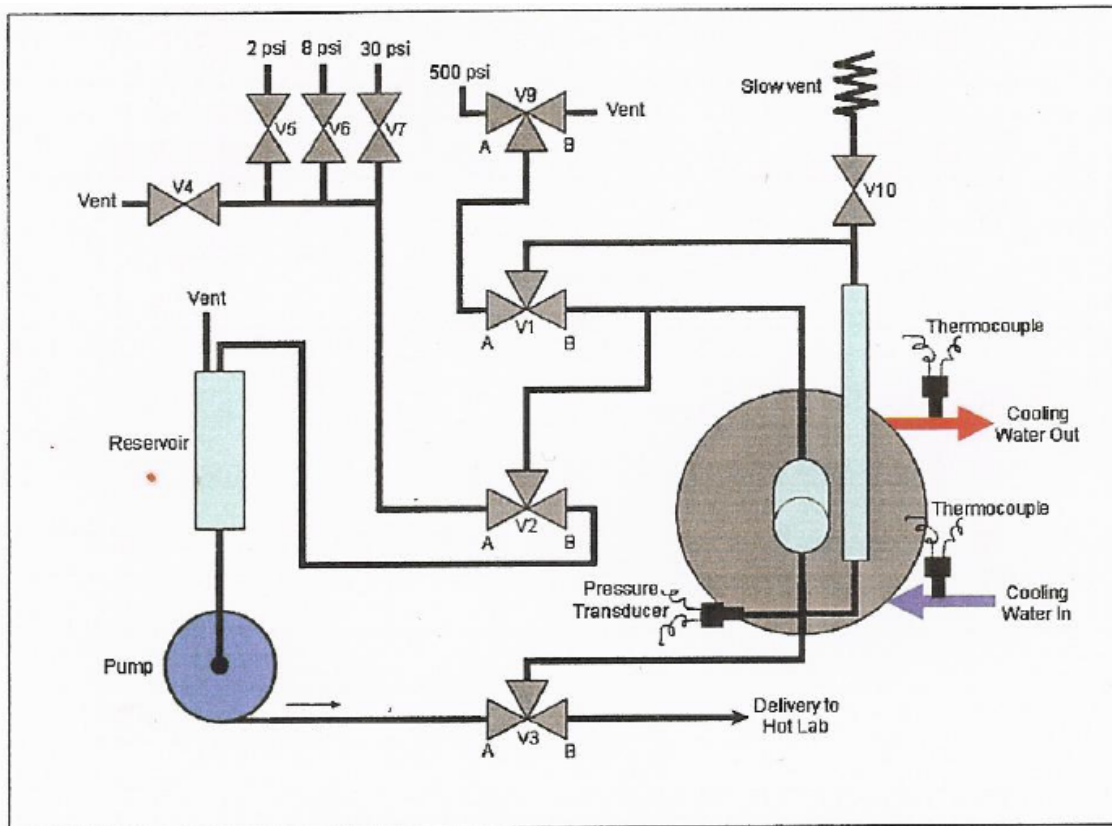 2 psi
8 psi
30 psi
500 psi
V9
Slow vent
V5
V6
V7
Vent
A
B
V4
Vent
V10
Vent
V1
A
B
Thermocouple
Reservoir
Cooling
Water Out
V2
A
B
Thermocouple
Pressure
Transducer
Cooling
Water In
Pump
V3
A
B
Delivery to
Hot Lab